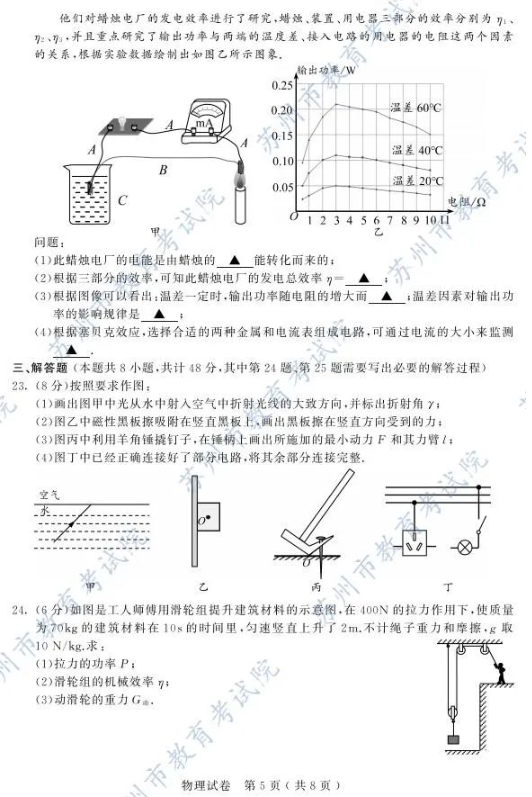 他们对蜡烛电厂的发电效率进行了研究,蜡烛、装置、用电器三部分的效率分别为 η₁、
η₂、η₃,并且重点研究了输出功率与两端的温度差、接入电路的用电器的电阻这两个因素
的关系,根据实验数据绘制出如图乙所示图象.
输出功率/W
0.25
0.20
0.15
0.10
0.05
O
1 2 3 4 5 6 7 8 9 10 11
电阻/Ω
温差 60℃
温差 40℃
温差 20℃
乙
mA
A
A
A
A
B
C
甲
问题:
(1)此蜡烛电厂的电能是由蜡烛的 ▲ 能转化而来的;
(2)根据三部分的效率,可知此蜡烛电厂的发电总效率 η= ▲ ;
(3)根据图像可以看出:温差一定时,输出功率随电阻的增大而 ▲ ;温差因素对输出功
率的影响规律是 ▲ ;
(4)根据塞贝克效应,选择合适的两种金属和电流表组成电路,可通过电流的大小来监测
▲ .
三、解答题(本题共 8 小题,共计 48 分,其中第 24 题、第 25 题需要写出必要的解答过程)
23. (8 分)按照要求作图:
(1)画出图甲中光从水中射入空气中折射光线的大致方向,并标出折射角 γ;
(2)图乙中磁性黑板擦吸附在竖直黑板上,画出黑板擦在竖直方向受到的力;
(3)图丙中利用羊角锤撬钉子,在锤柄上画出所施加的最小动力 F 和其力臂 l;
(4)图丁中已经正确连接好了部分电路,将其余部分连接完整.
空气
水
甲
O
乙
O
丙
丁
24. (6 分)如图是工人师傅用滑轮组提升建筑材料的示意图,在 400N 的拉力作用下,使质量
为 70kg 的建筑材料在 10s 的时间里,匀速竖直上升了 2m.不计绳子重力和摩擦,g 取
10 N/kg.求:
(1)拉力的功率 P;
(2)滑轮组的机械效率 η;
(3)动滑轮的重力 G动.
物理试卷 第 5 页(共 8 页)
苏州市教育考试院